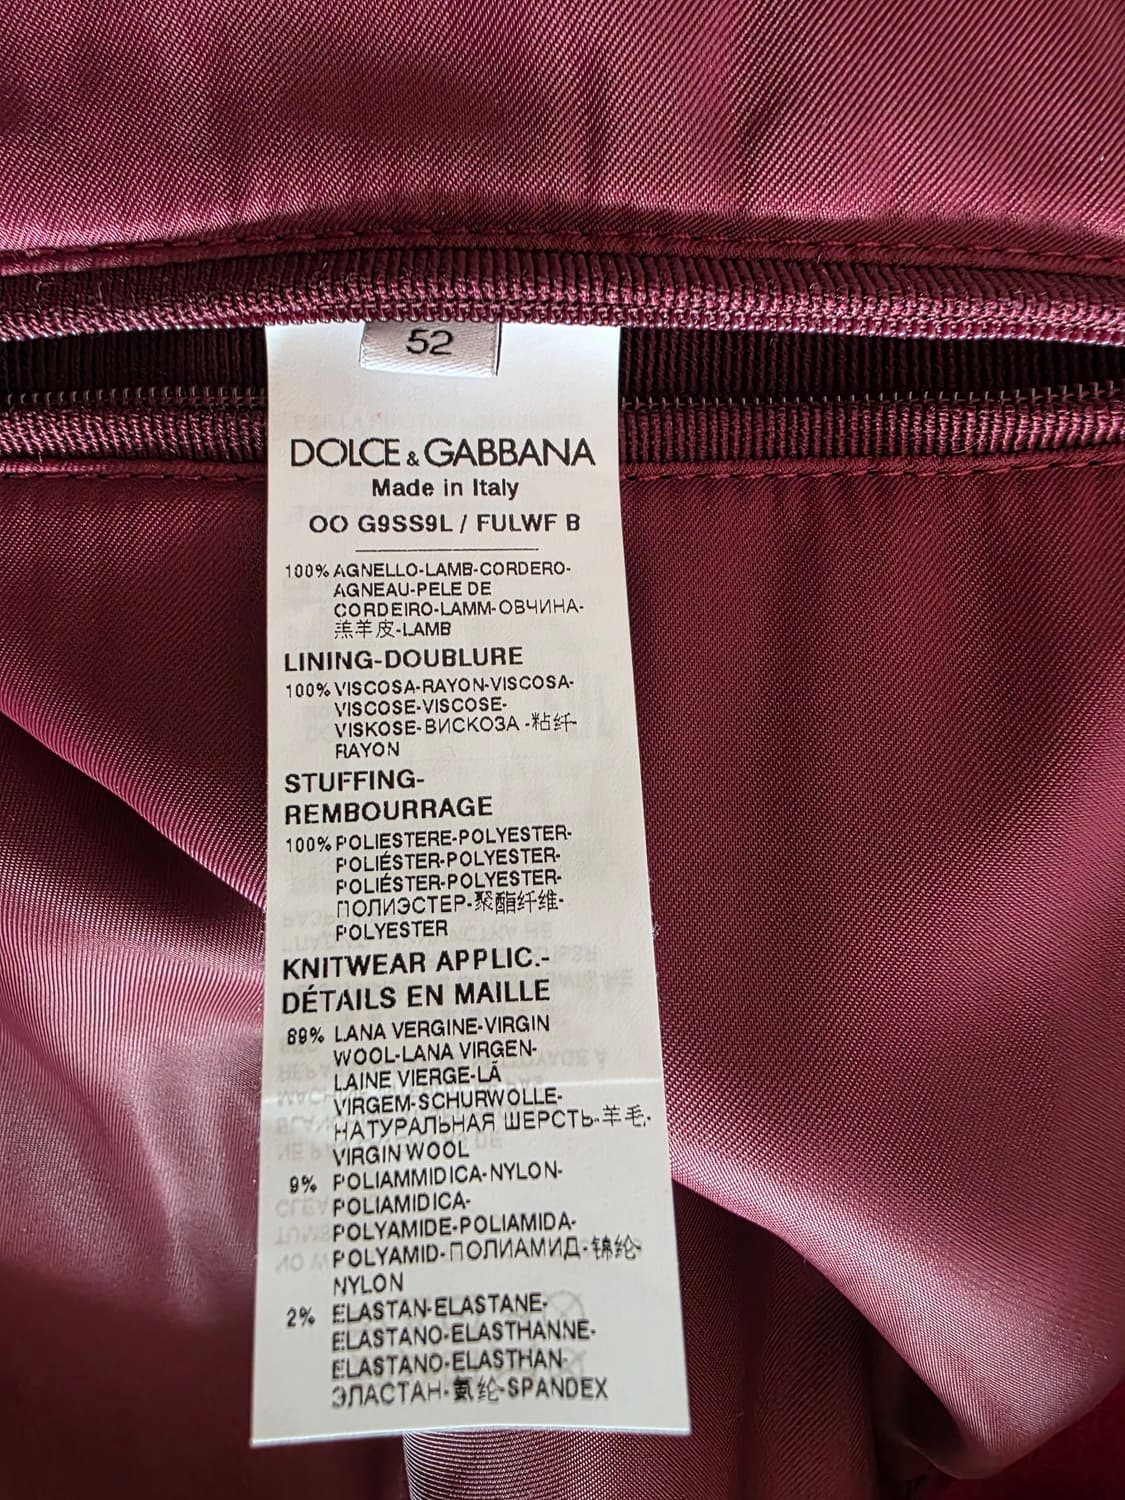 52
DOLCE & GABBANA
Made in Italy
OO G9SS9L / FULWF B
100% AGNELLO-LAMB-CORDERO-
AGNEAU-PELE DE
CORDEIRO-LAMM-ОВЧИНА-
羔羊皮-LAMB
LINING-DOUBLURE
100% VISCOSA-RAYON-VISCOSA-
VISCOSE-VISCOSE-
VISKOSE-ВИСКОЗА-粘纤-
RAYON
STUFFING-
REMBOURRAGE
100% POLIESTERE-POLYESTER-
POLIÉSTER-POLYESTER-
POLIÉSTER-POLYESTER-
ПОЛИЭСТЕР-聚酯纤维-
POLYESTER
KNITWEAR APPLIC.-
DÉTAILS EN MAILLE
89% LANA VERGINE-VIRGIN
WOOL-LANA VIRGEN-
LAINE VIERGE-LÃ
VIRGEM-SCHURWOLLE-
НАТУРАЛЬНАЯ ШЕРСТЬ-羊毛-
VIRGIN WOOL
9% POLIAMMIDICA-NYLON-
POLIAMIDICA-
POLYAMIDE-POLIAMIDA-
POLYAMID-ПОЛИАМИД-锦纶-
NYLON
2% ELASTAN-ELASTANE-
ELASTANO-ELASTHANNE-
ELASTANO-ELASTHAN-
ЭЛАСТАН-氨纶-SPANDEX